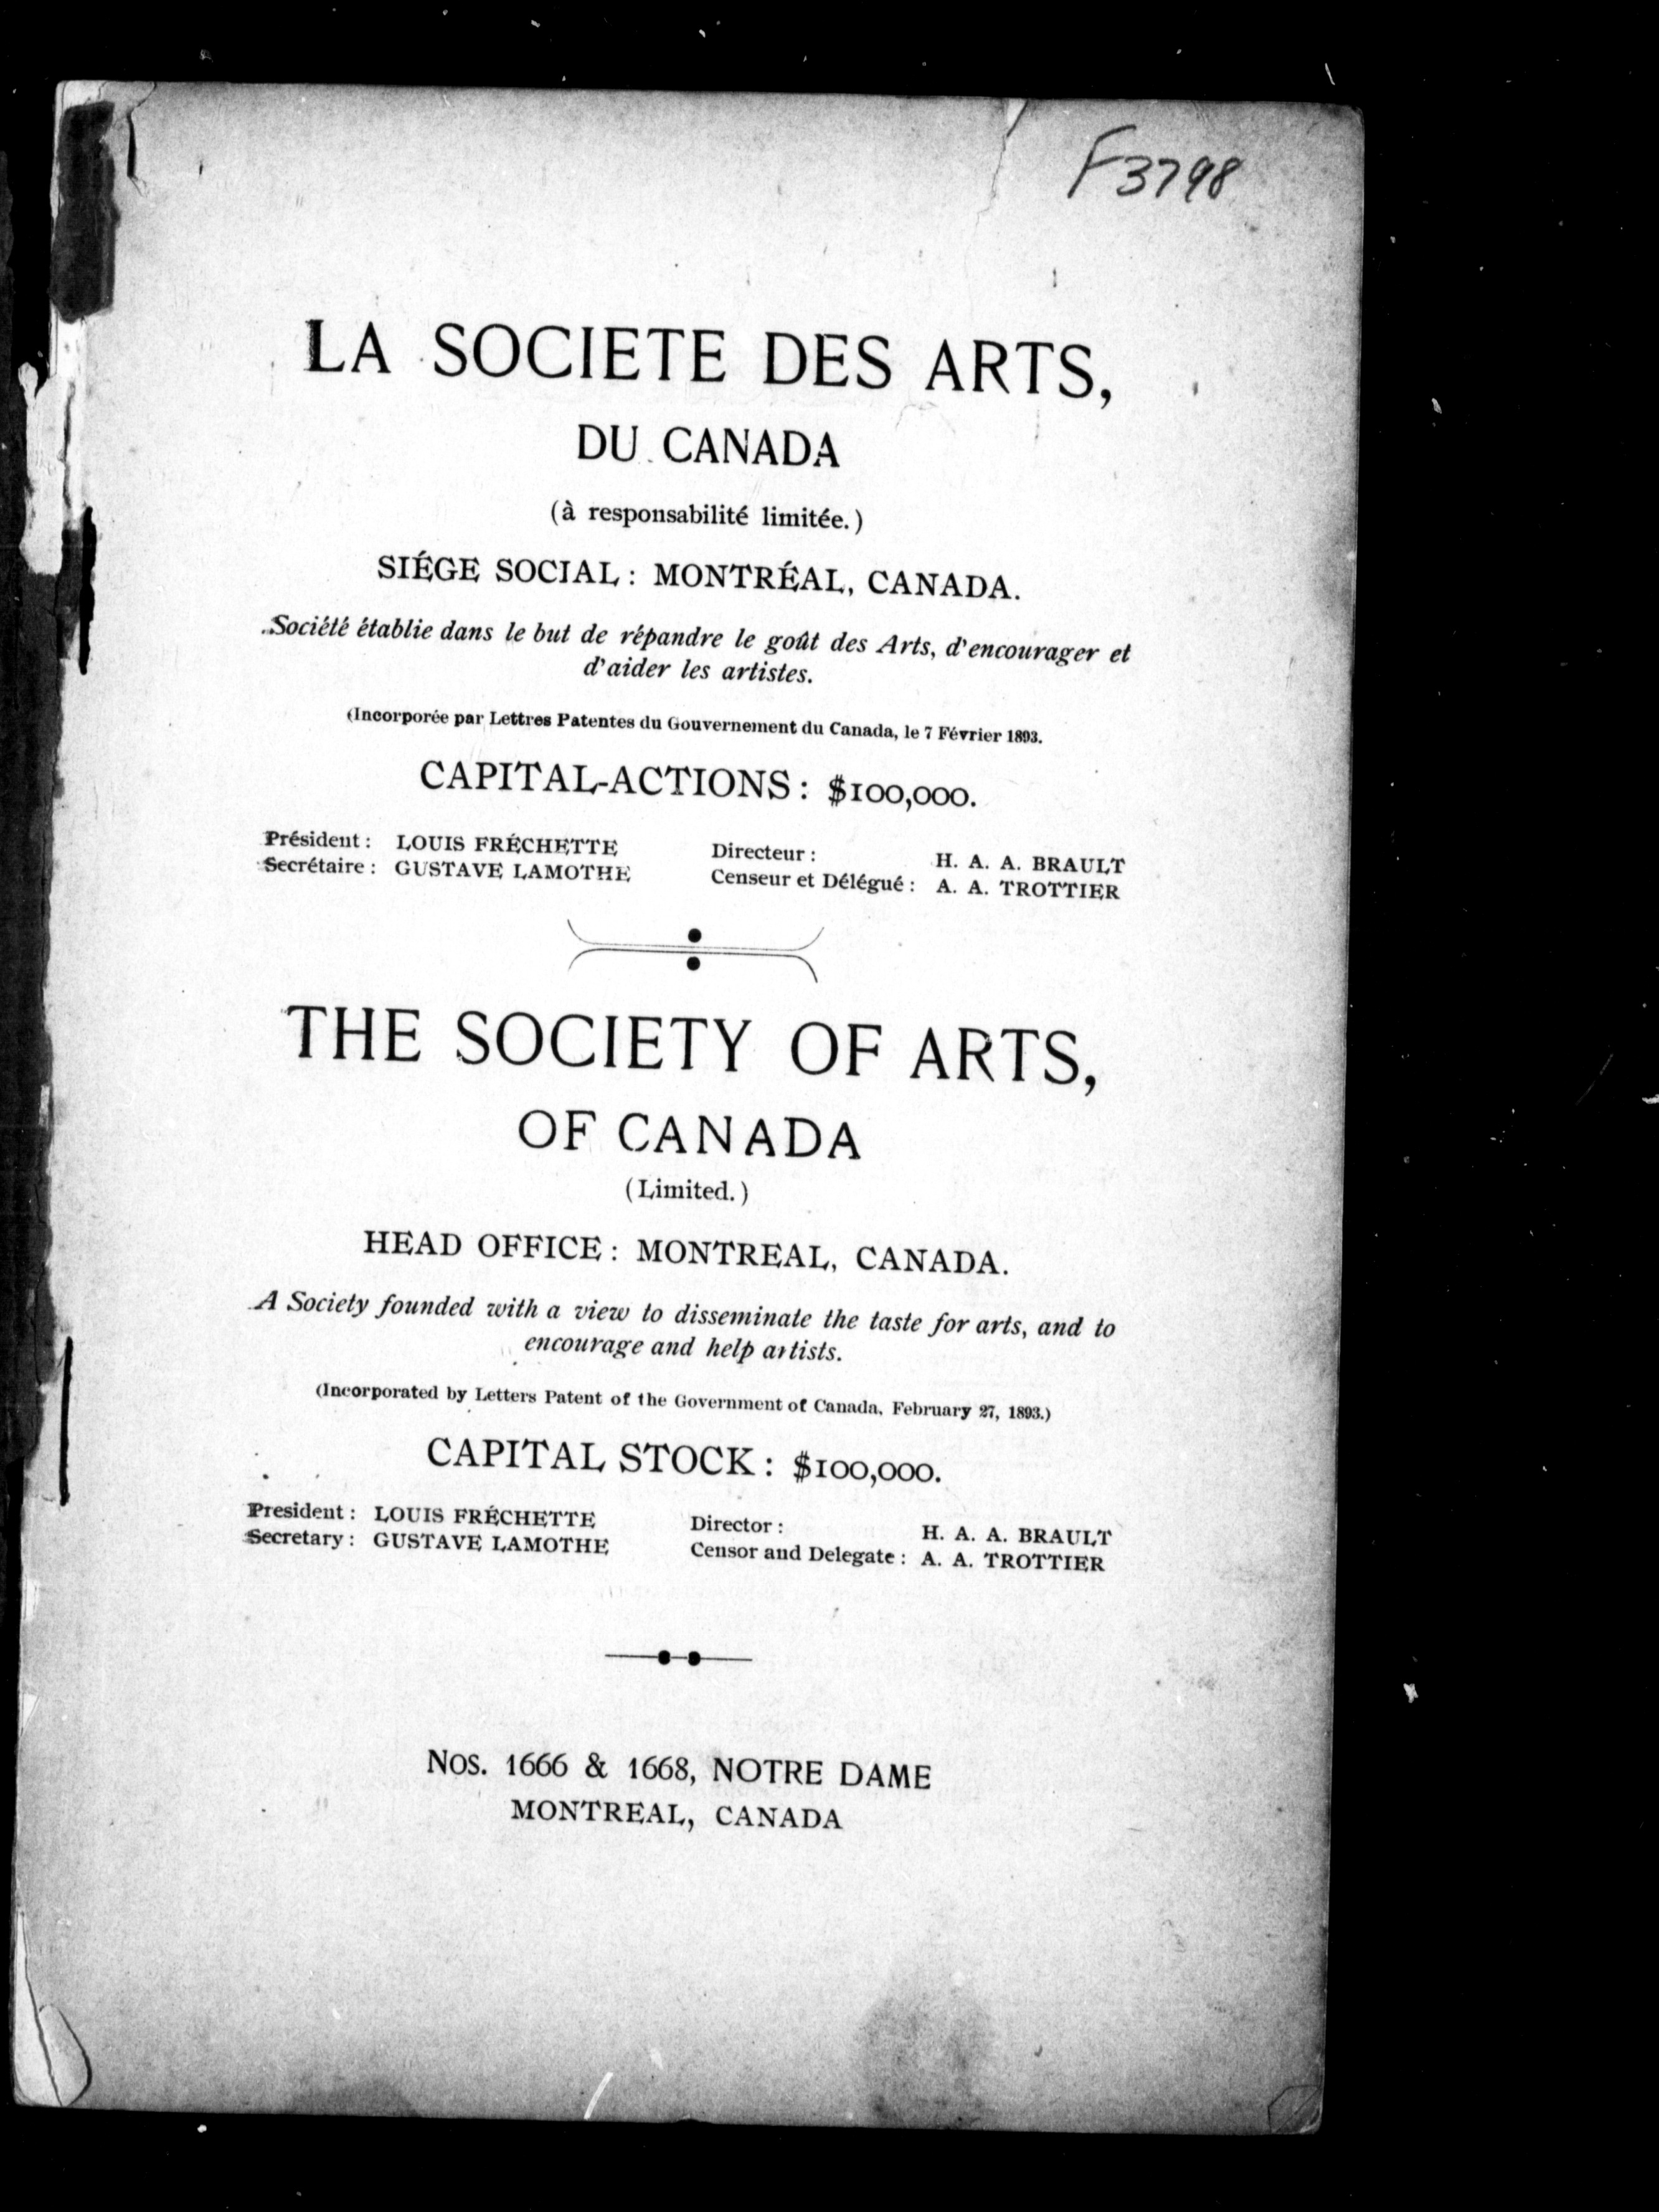 F3798
LA SOCIETE DES ARTS,
DU CANADA
(à responsabilité limitée.)
SIÉGE SOCIAL: MONTRÉAL, CANADA.
Société établie dans le but de répandre le goût des Arts, d'encourager et
d'aider les artistes.
(Incorporée par Lettres Patentes du Gouvernement du Canada, le 7 Février 1893.
CAPITAL-ACTIONS: $100,000.
Président: LOUIS FRÉCHETTE Directeur: H. A. A. BRAULT
Secrétaire: GUSTAVE LAMOTHE Censeur et Délégué: A. A. TROTTIER
THE SOCIETY OF ARTS,
OF CANADA
(Limited.)
HEAD OFFICE: MONTREAL, CANADA.
A Society founded with a view to disseminate the taste for arts, and to
encourage and help artists.
(Incorporated by Letters Patent of the Government of Canada, February 27, 1893.)
CAPITAL STOCK: $100,000.
President: LOUIS FRÉCHETTE Director: H. A. A. BRAULT
Secretary: GUSTAVE LAMOTHE Censor and Delegate: A. A. TROTTIER
Nos. 1666 & 1668, NOTRE DAME
MONTREAL, CANADA